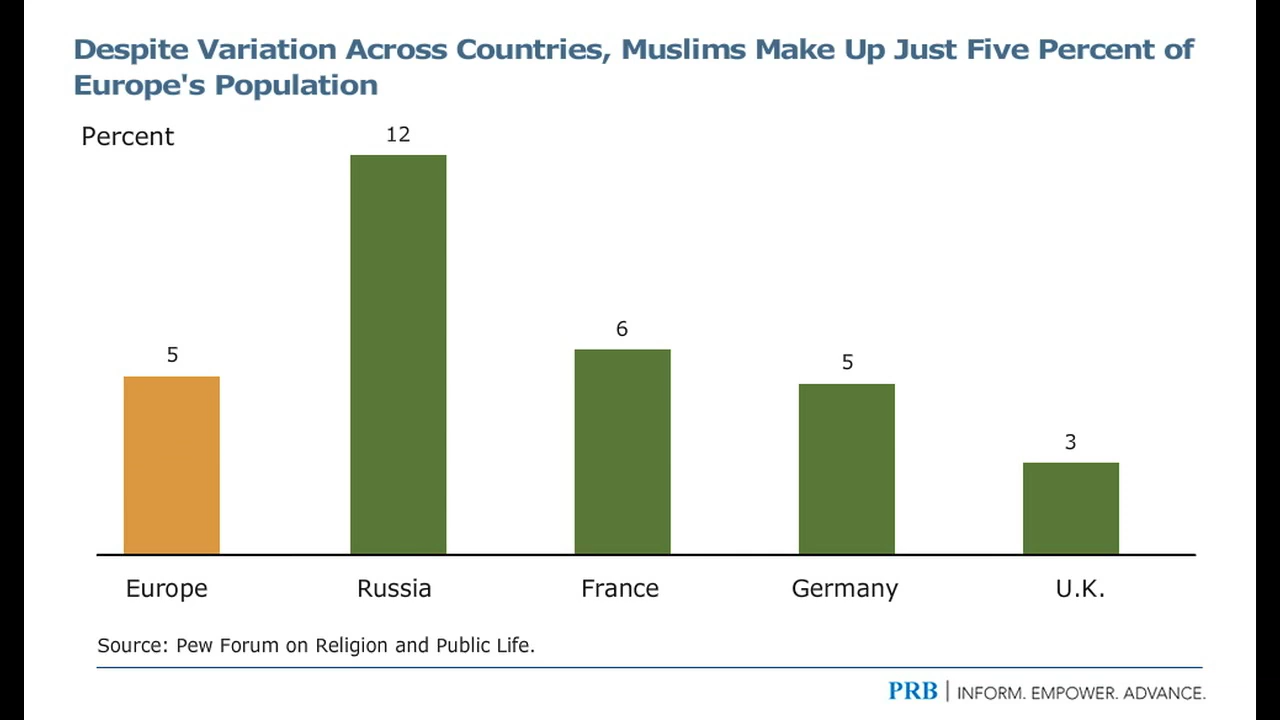 Despite Variation Across Countries, Muslims Make Up Just Five Percent of
Europe's Population
Percent
12
6
5
5
3
Europe Russia France Germany U.K.
Source: Pew Forum on Religion and Public Life.
PRB | INFORM. EMPOWER. ADVANCE.